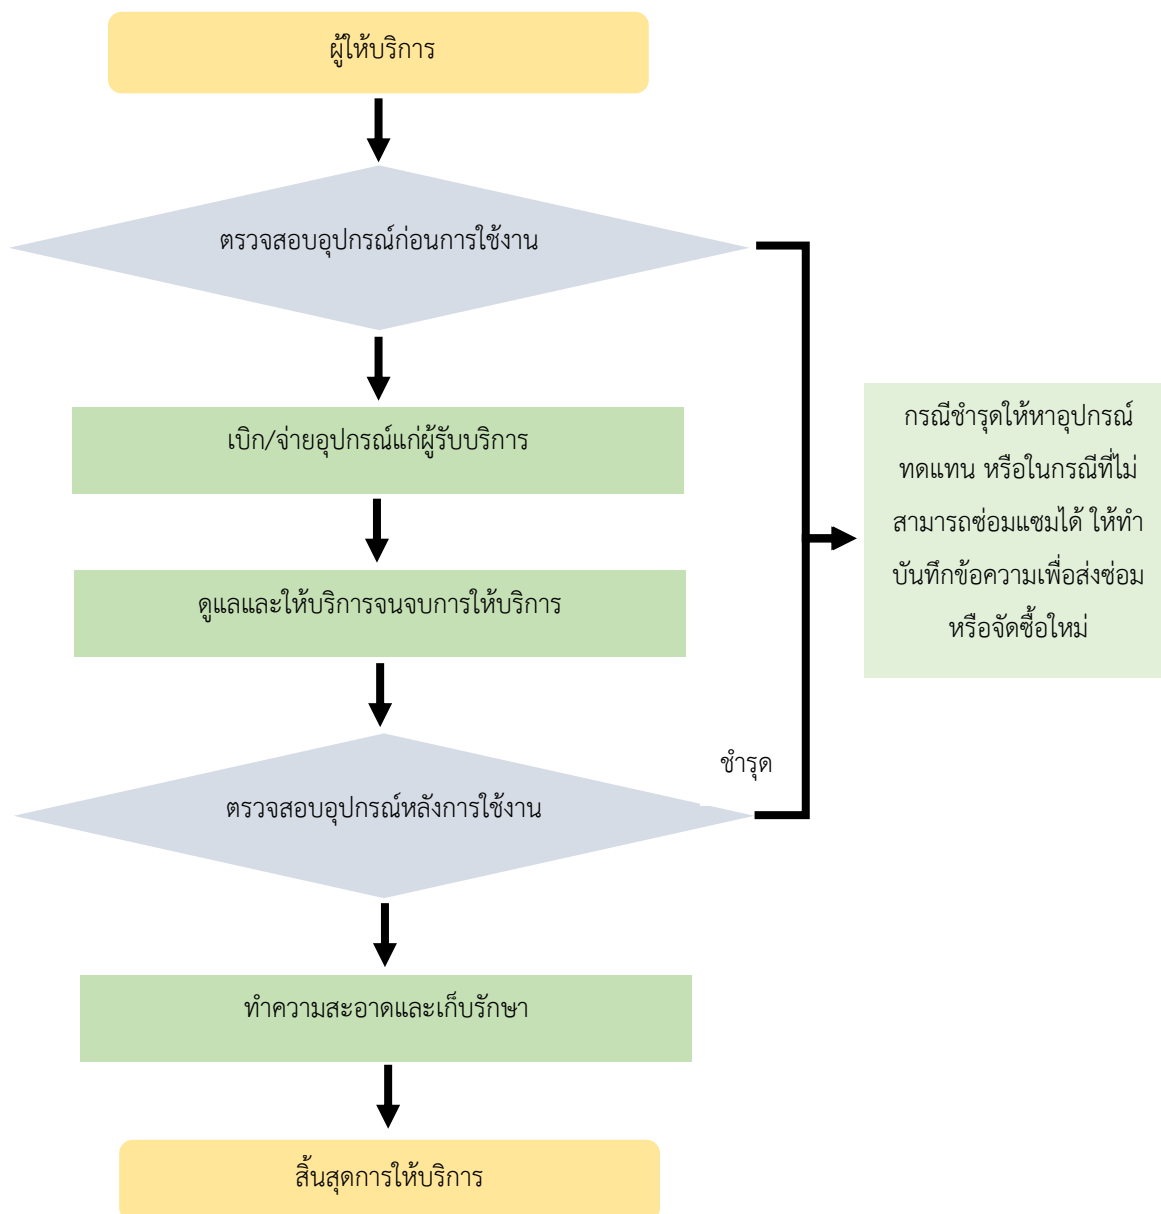 ผู้ให้บริการ
ตรวจสอบอุปกรณ์ก่อนการใช้งาน
เบิก/จ่ายอุปกรณ์แก่ผู้รับบริการ
ดูแลและให้บริการจนจบการให้บริการ
กรณีชำรุดให้หาอุปกรณ์
ทดแทน หรือในกรณีที่ไม่
สามารถซ่อมแซมได้ ให้ทำ
บันทึกข้อความเพื่อส่งซ่อม
หรือจัดซื้อใหม่
ชำรุด
ตรวจสอบอุปกรณ์หลังการใช้งาน
ทำความสะอาดและเก็บรักษา
สิ้นสุดการให้บริการ